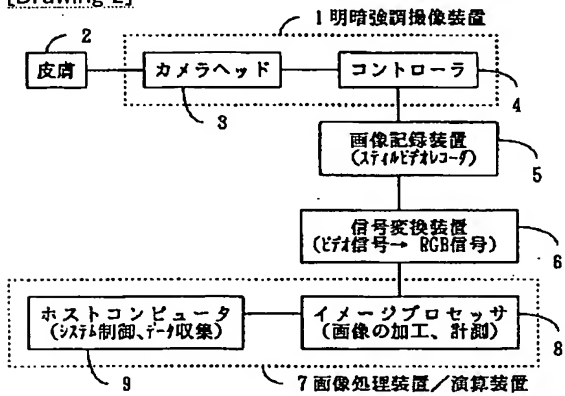 [Drawing 2]
1 明暗強調撮像装置
2
皮膚
カメラヘッド
コントローラ
3
4
画像記録装置
(スティルビデオレコーダ)
5
信号変換装置
(ビデオ信号→ RGB信号)
6
ホストコンピュータ
(システム制御、データ収集)
イメージプロセッサ
(画像の加工、計測)
8
9
7 画像処理装置/演算装置